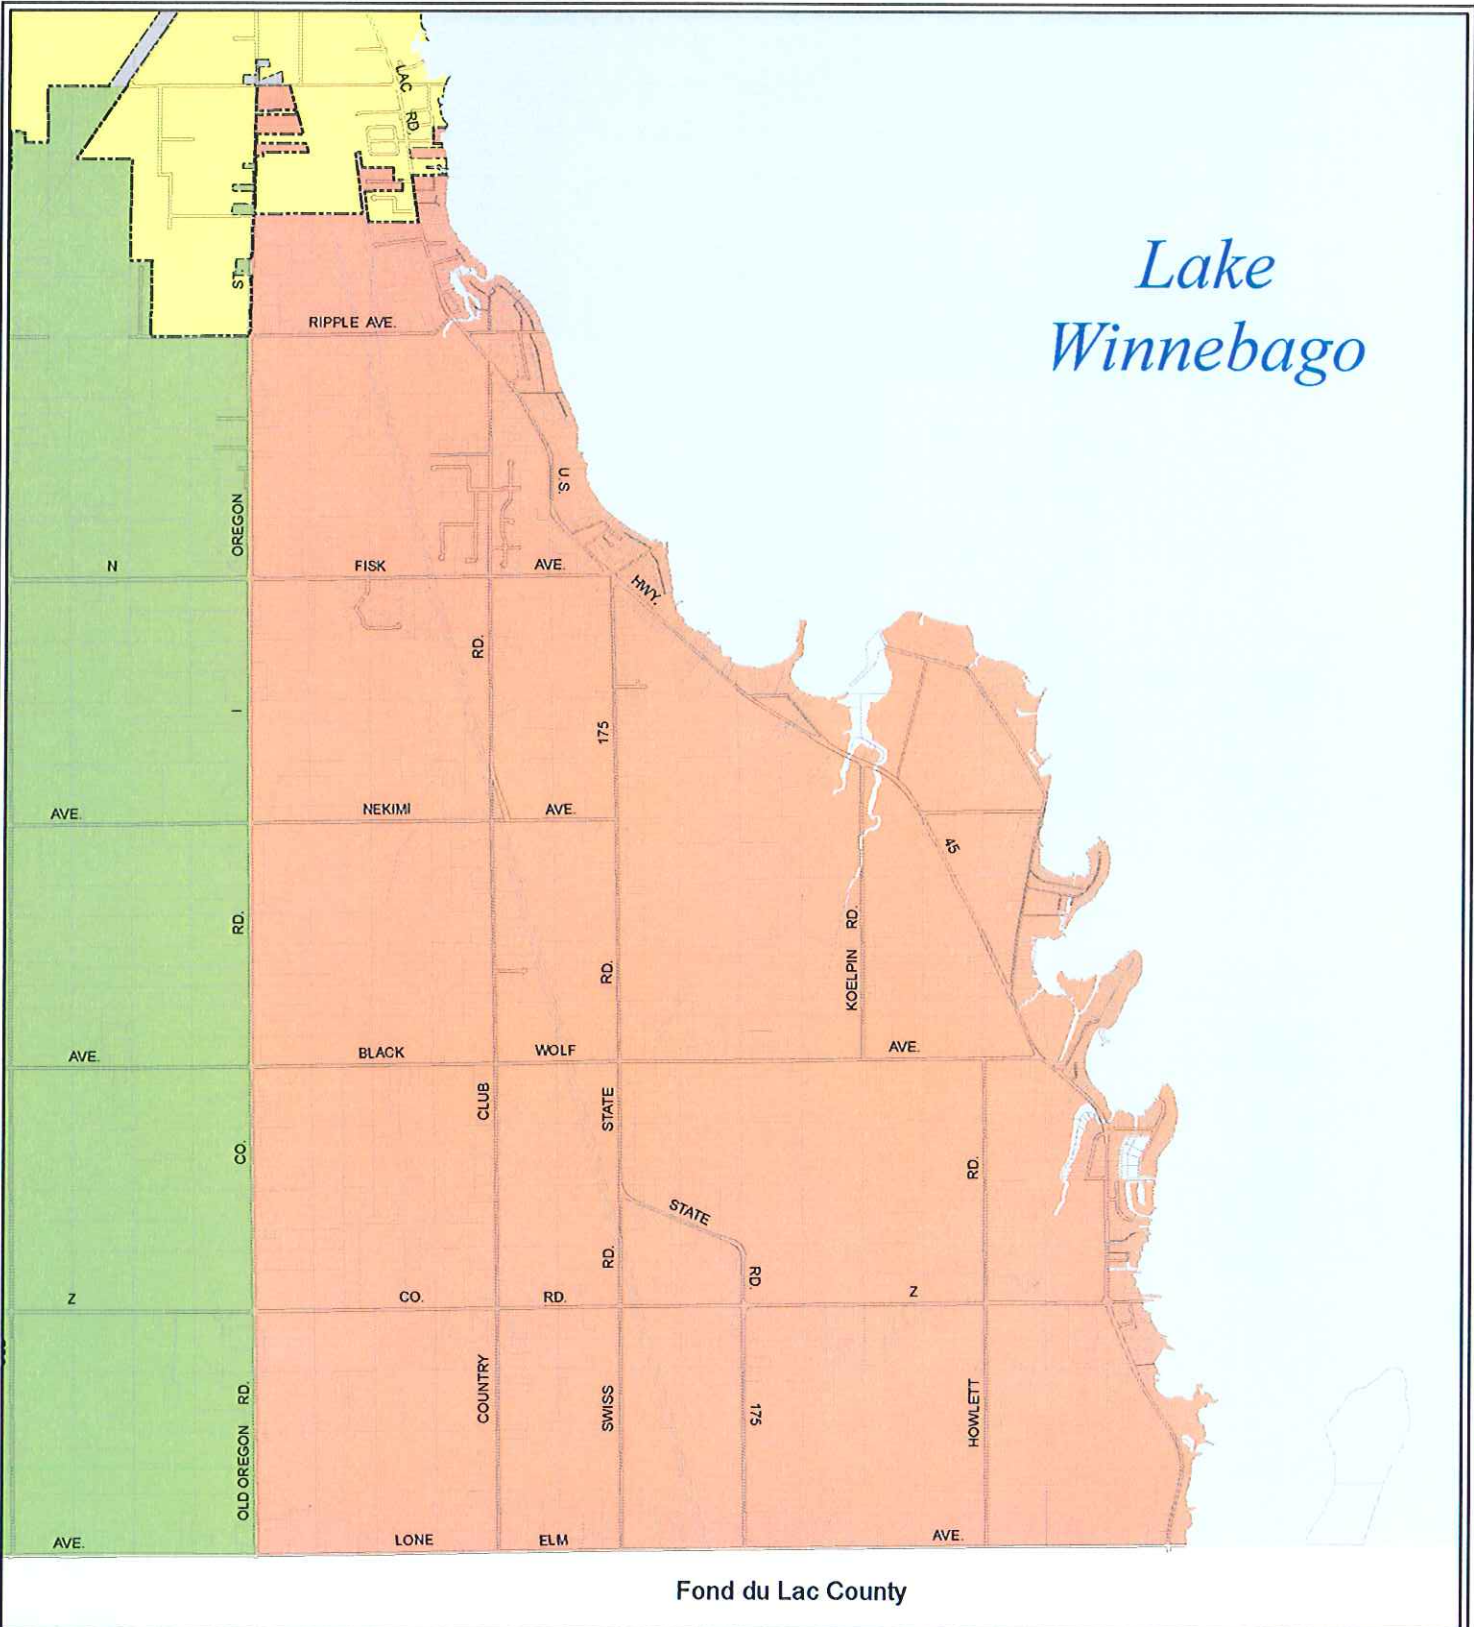 LAC
RD.
Lake
Winnebago
ST.
RIPPLE AVE.
U.S.
OREGON
N
FISK
AVE.
HWY.
RD.
I
175
AVE.
NEKIMI
AVE.
45
RD.
KOELPIN RD.
RD.
AVE.
BLACK
WOLF
AVE.
CLUB
STATE
CO.
RD.
STATE
RD.
RD.
Z
CO.
RD.
Z
COUNTRY
SWISS
175
HOWLETT
OLD OREGON RD.
AVE.
LONE
ELM
AVE.
Fond du Lac County